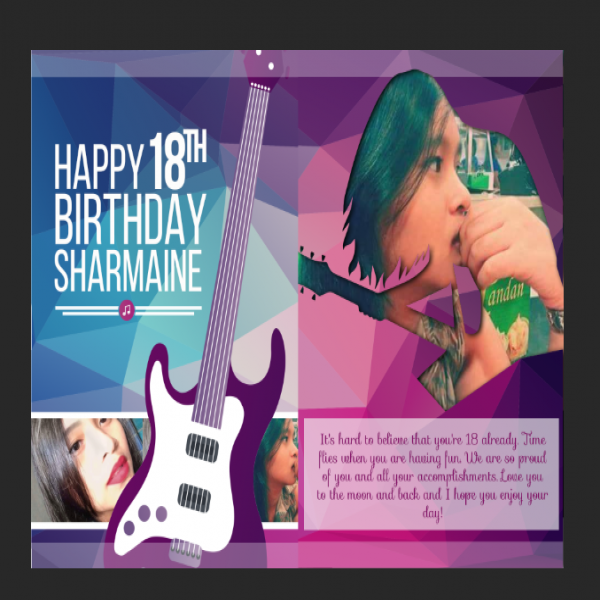 HAPPY 18TH
BIRTHDAY
SHARMAINE
andan
It's hard to believe that you're 18 already. Time
flies when you are having fun. We are so proud
of you and all your accomplishments. Love you
to the moon and back and I hope you enjoy your
day!